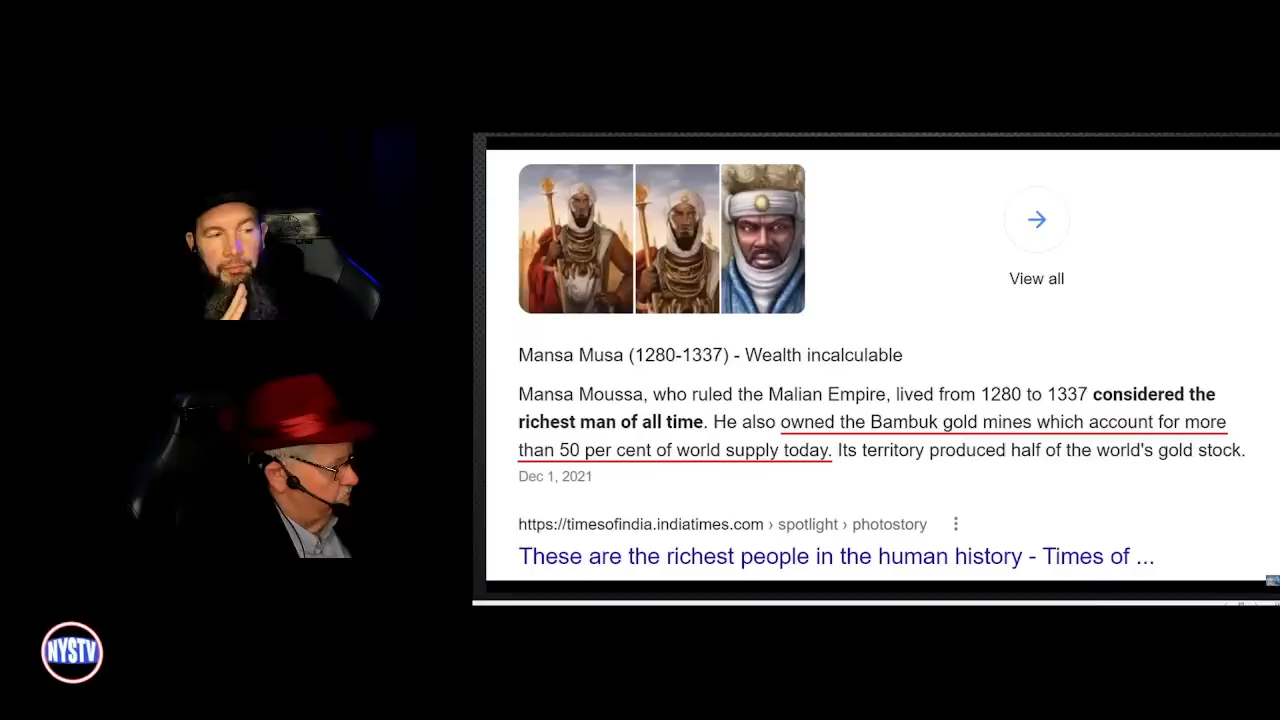 View all
Mansa Musa (1280-1337) - Wealth incalculable
Mansa Moussa, who ruled the Malian Empire, lived from 1280 to 1337 considered the
richest man of all time. He also owned the Bambuk gold mines which account for more
than 50 per cent of world supply today. Its territory produced half of the world's gold stock.
Dec 1, 2021
https://timesofindia.indiatimes.com › spotlight › photostory
These are the richest people in the human history - Times of ...
NYSTV